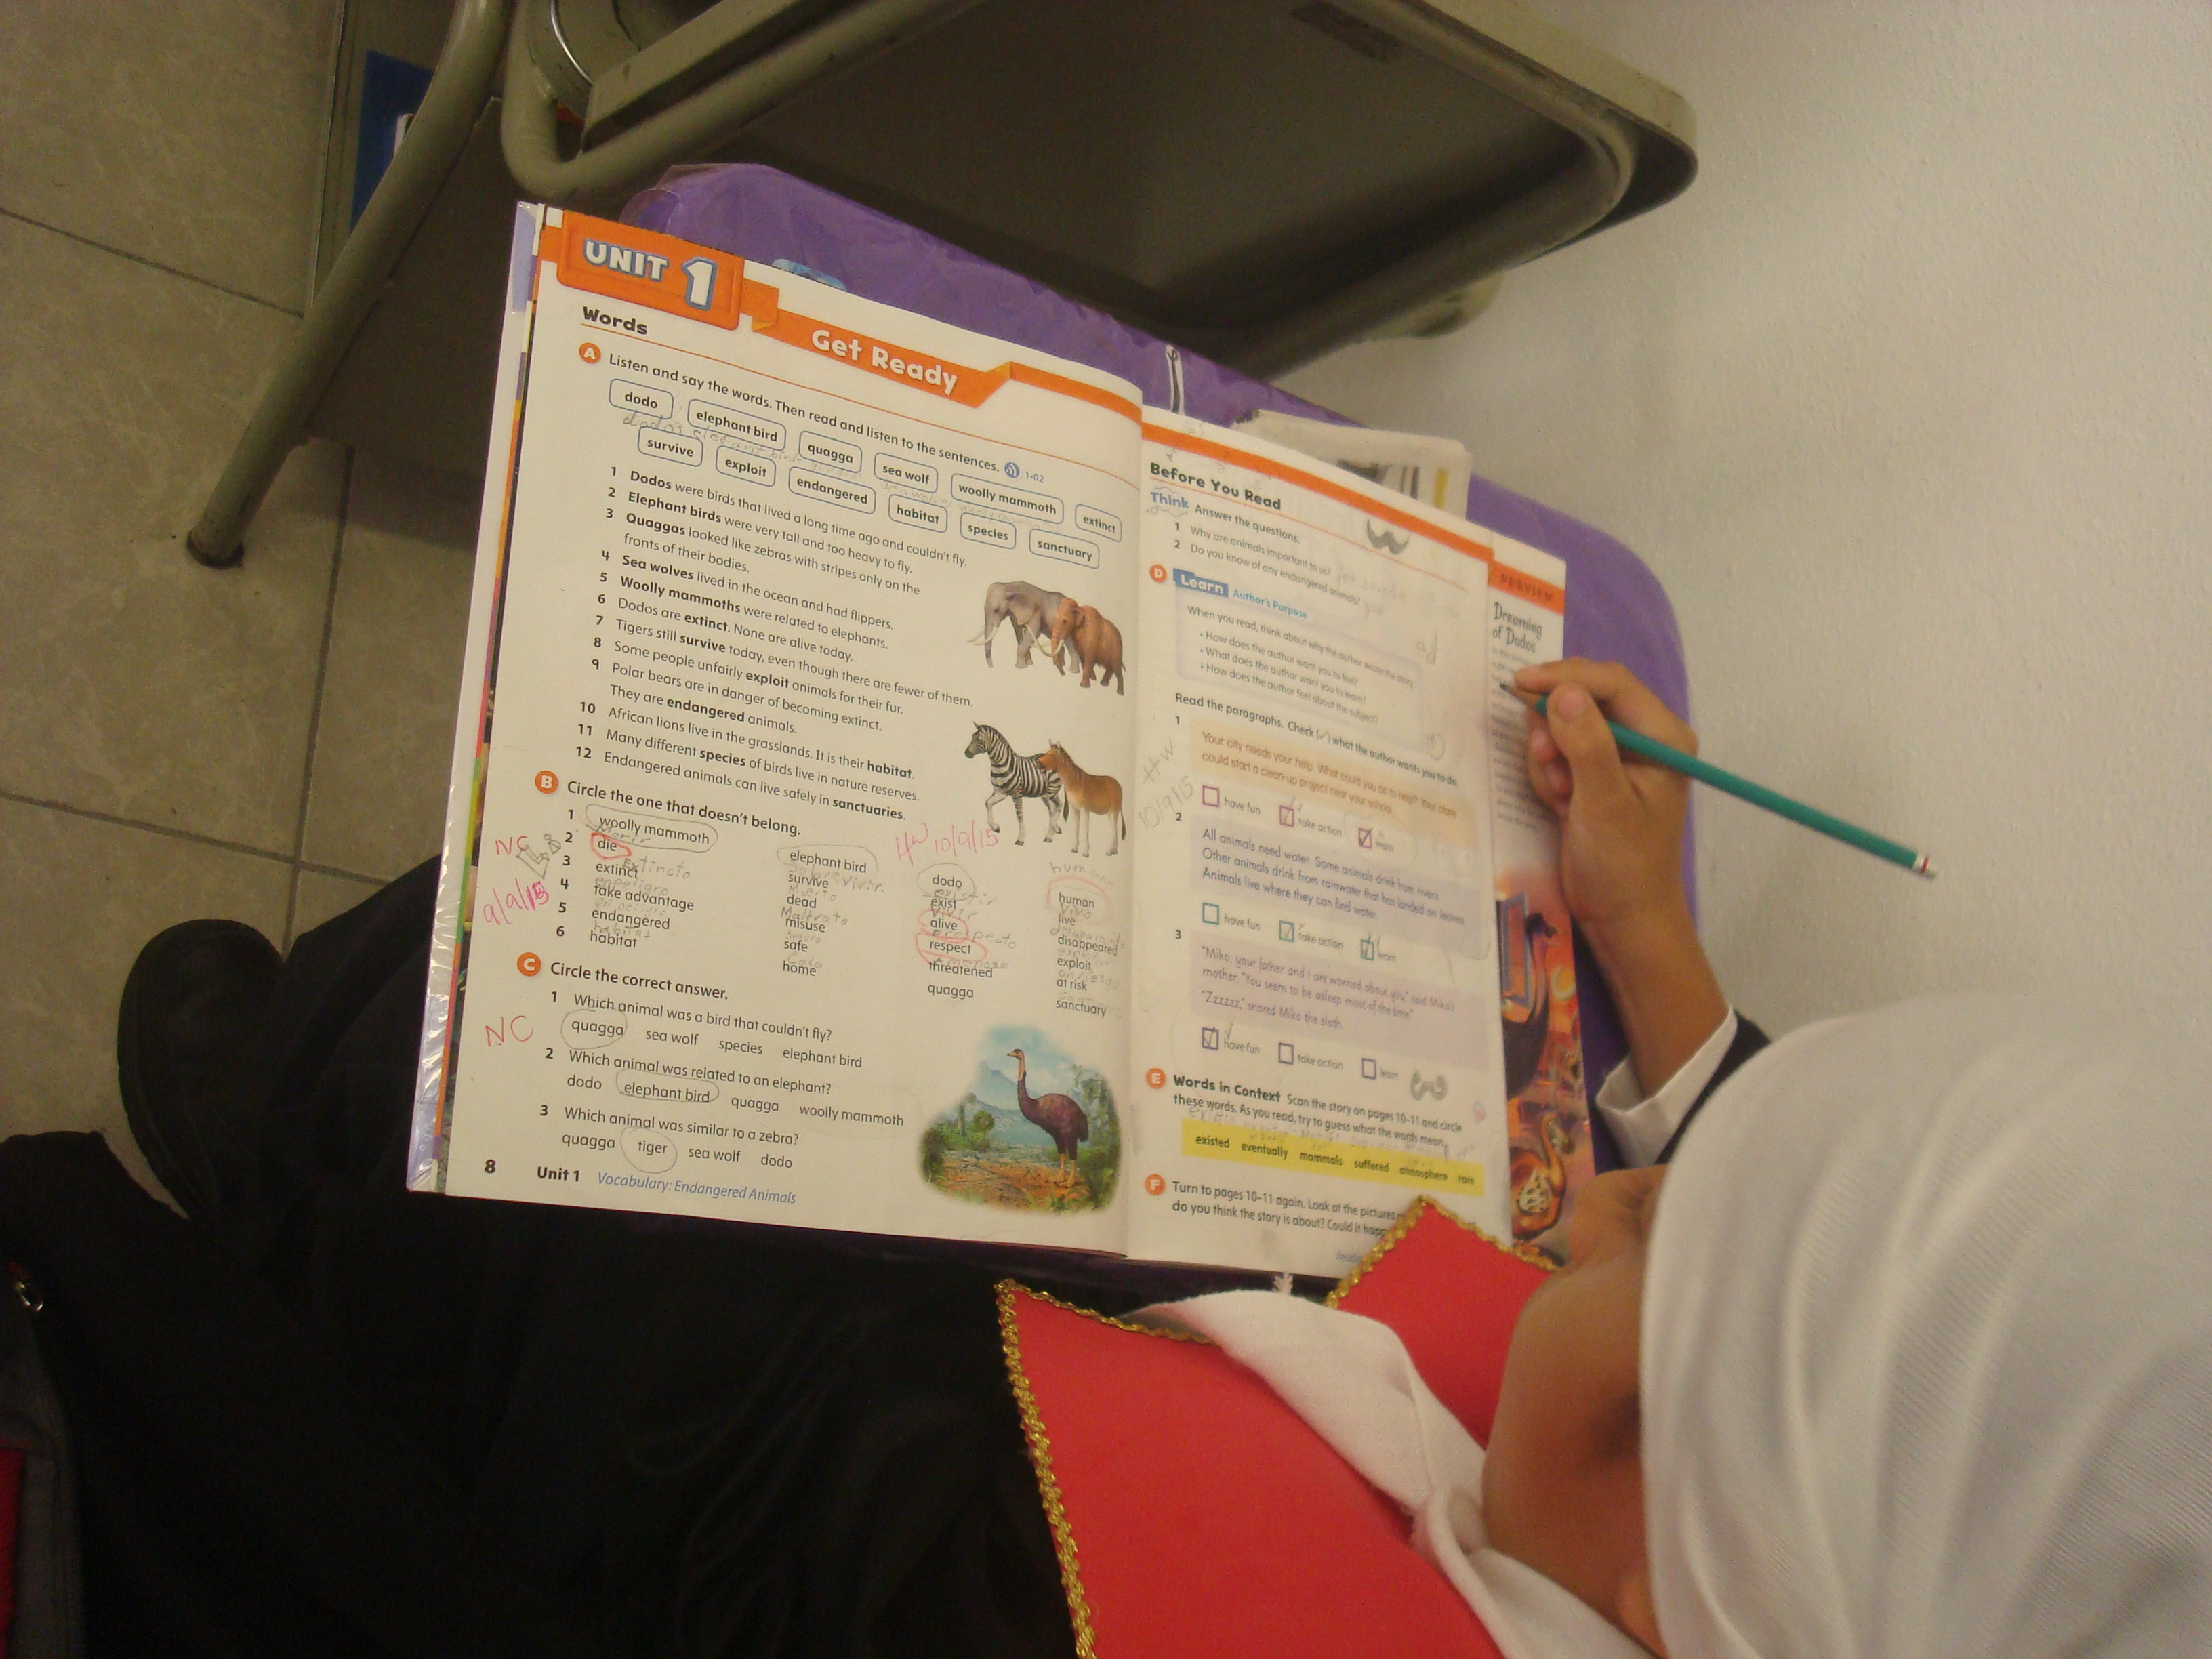 UNIT 1
Get Ready
Words
A Listen and say the words. Then read and listen to the sentences. 1·02
dodo elephant bird quagga sea wolf woolly mammoth extinct
survive exploit endangered habitat species sanctuary
1 Dodos were birds that lived a long time ago and couldn't fly.
2 Elephant birds were very tall and too heavy to fly.
3 Quaggas looked like zebras with stripes only on the
fronts of their bodies.
4 Sea wolves lived in the ocean and had flippers.
5 Woolly mammoths were related to elephants.
6 Dodos are extinct. None are alive today.
7 Tigers still survive today, even though there are fewer of them.
8 Some people unfairly exploit animals for their fur.
9 Polar bears are in danger of becoming extinct.
They are endangered animals.
10 African lions live in the grasslands. It is their habitat.
11 Many different species of birds live in nature reserves.
12 Endangered animals can live safely in sanctuaries.
B Circle the one that doesn't belong.
HW 10/9/15
1 woolly mammoth elephant bird dodo human
2 die survive exist live
3 extinct dead alive disappeared
4 take advantage misuse respect exploit
5 endangered safe threatened at risk
6 habitat home quagga sanctuary
Extincto
Sobre Vivir
Muerto
Maltrato
Casa
habitat
existir
NC
9/9/15
C Circle the correct answer.
NC
1 Which animal was a bird that couldn't fly?
quagga sea wolf species elephant bird
2 Which animal was related to an elephant?
dodo elephant bird quagga woolly mammoth
3 Which animal was similar to a zebra?
quagga tiger sea wolf dodo
8 Unit 1 Vocabulary: Endangered Animals
Before You Read
Think Answer the questions.
1 Why are animals important to us?
2 Do you know of any endangered animals?
D Learn Author's Purpose
When you read, think about why the author wrote the story.
• How does the author want you to feel?
• What does the author want you to learn?
• How does the author feel about the subject?
Read the paragraphs. Check (✓) what the author wants you to do.
HW
10/9/15
1 Your city needs your help. What could you do to help? Your class
could start a clean-up project near your school.
have fun take action learn
2 All animals need water. Some animals drink from rivers.
Other animals drink from rainwater that has landed on leaves.
Animals live where they can find water.
have fun take action learn
3 "Miko, your father and I are worried about you," said Miko's
mother. "You seem to be asleep most of the time."
"Zzzzzz," snored Miko the sloth.
have fun take action learn
E Words in Context Scan the story on pages 10–11 and circle
these words. As you read, try to guess what the words mean.
existed eventually mammals suffered atmosphere rare
F Turn to pages 10–11 again. Look at the pictures
do you think the story is about? Could it
Dreaming
of Dodos